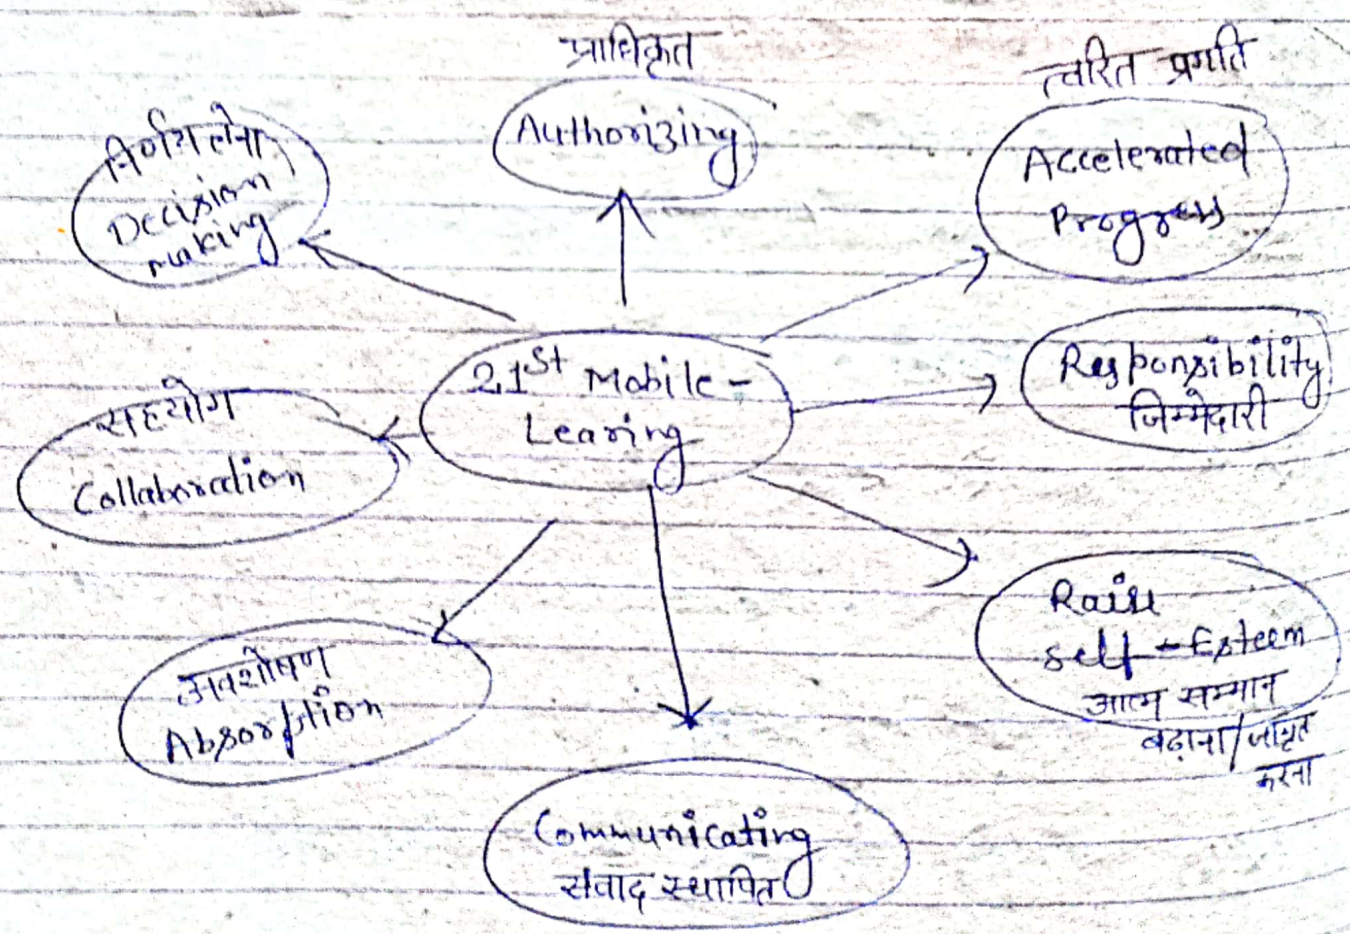 प्राधिकृत
Authorizing
त्वरित प्रगति
Accelerated
Progress
निर्णय लेना
Decision
making
21st Mobile-
Learing
Responsibility
जिम्मेदारी
सहयोग
Collaboration
Raise
self-Esteem
आत्म सम्मान
बढ़ाना/जाग्रत
करना
अवशोषण
Absorption
Communicating
संवाद स्थापित